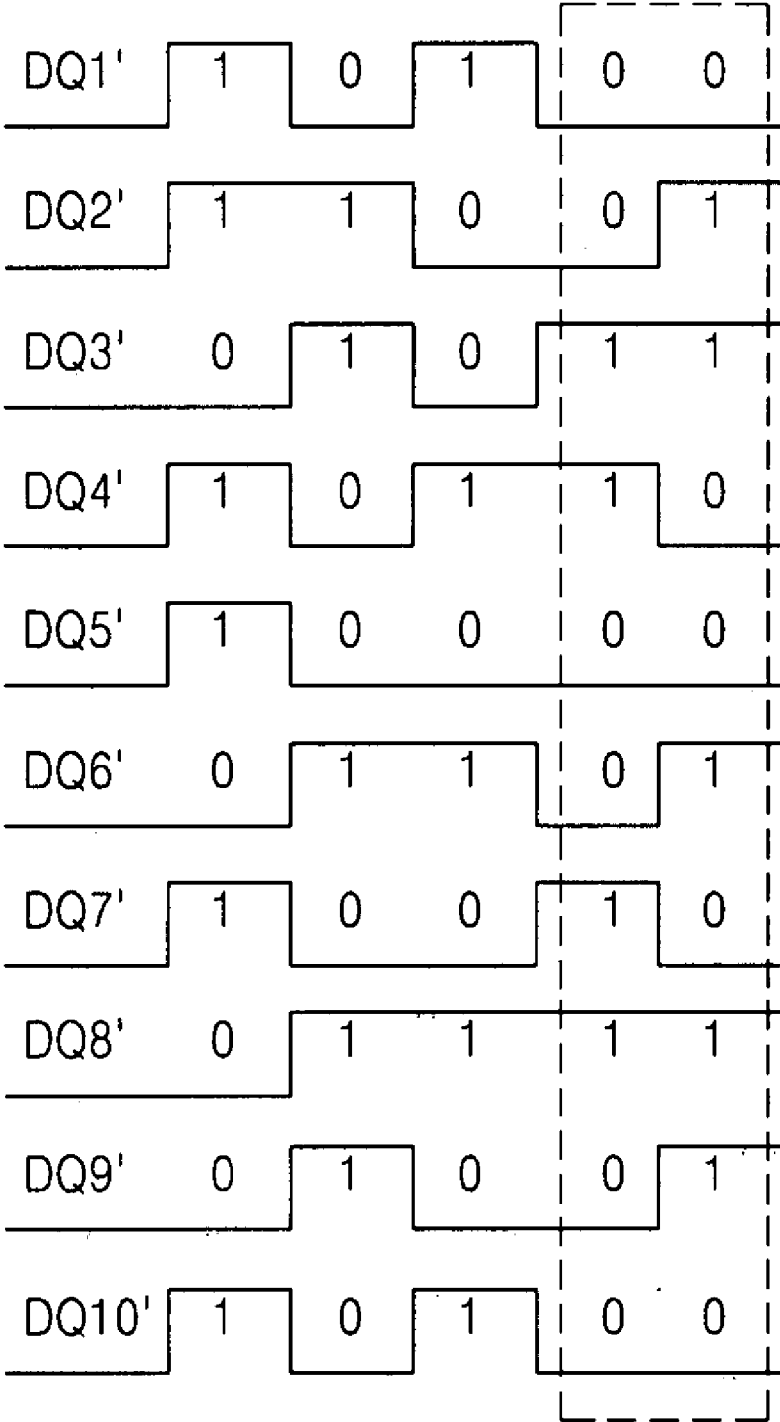 DQ1' 1 0 1 0 0
DQ2' 1 1 0 0 1
DQ3' 0 1 0 1 1
DQ4' 1 0 1 1 0
DQ5' 1 0 0 0 0
DQ6' 0 1 1 0 1
DQ7' 1 0 0 1 0
DQ8' 0 1 1 1 1
DQ9' 0 1 0 0 1
DQ10' 1 0 1 0 0